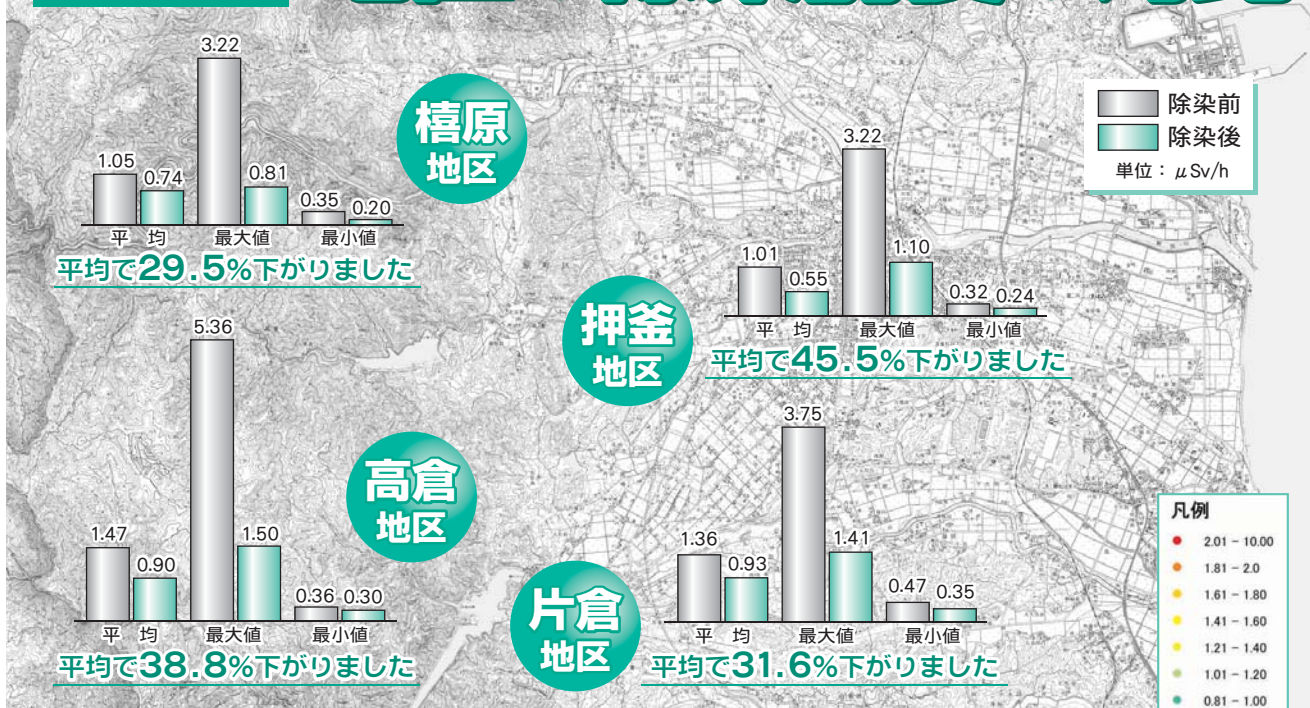 橲原
地区
3.22
1.05
0.74
0.81
0.35
0.20
平 均
最大値
最小値
平均で29.5%下がりました
除染前
除染後
単位：μSv/h
押釜
地区
3.22
1.01
0.55
1.10
0.32
0.24
平 均
最大値
最小値
平均で45.5%下がりました
高倉
地区
5.36
1.47
0.90
1.50
0.36
0.30
平 均
最大値
最小値
平均で38.8%下がりました
片倉
地区
3.75
1.36
0.93
1.41
0.47
0.35
平 均
最大値
最小値
平均で31.6%下がりました
凡例
2.01 - 10.00
1.81 - 2.0
1.61 - 1.80
1.41 - 1.60
1.21 - 1.40
1.01 - 1.20
0.81 - 1.00